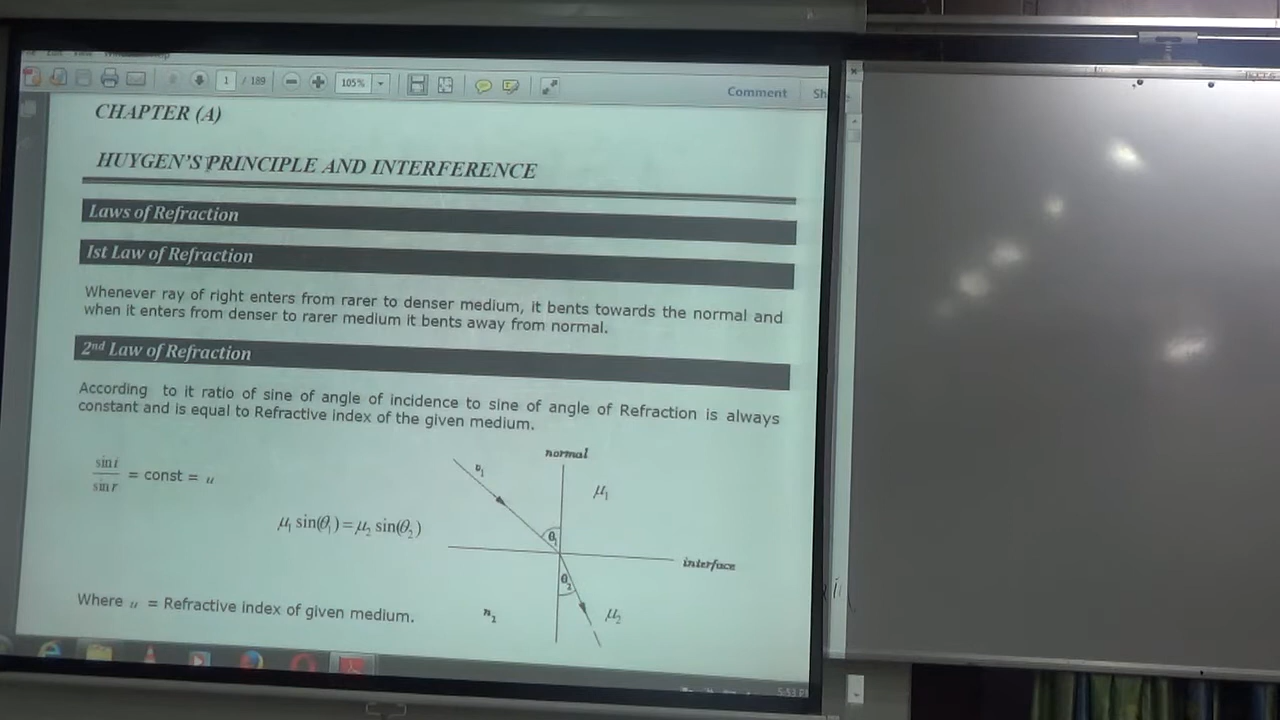 1 / 189
105%
Comment
Sh
CHAPTER (A)
HUYGEN'S PRINCIPLE AND INTERFERENCE
Laws of Refraction
Ist Law of Refraction
Whenever ray of right enters from rarer to denser medium, it bents towards the normal and
when it enters from denser to rarer medium it bents away from normal.
2nd Law of Refraction
According to it ratio of sine of angle of incidence to sine of angle of Refraction is always
constant and is equal to Refractive index of the given medium.
sin i
sin r
= const = u
μ1 sin(θ1) = μ2 sin(θ2)
normal
υ1
μ1
θ1
interface
θ2
n2
μ2
Where u = Refractive index of given medium.
5:53 P